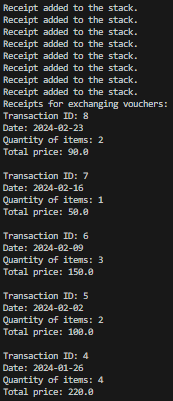 Receipt added to the stack.
Receipt added to the stack.
Receipt added to the stack.
Receipt added to the stack.
Receipt added to the stack.
Receipt added to the stack.
Receipt added to the stack.
Receipt added to the stack.
Receipts for exchanging vouchers:
Transaction ID: 8
Date: 2024-02-23
Quantity of items: 2
Total price: 90.0
Transaction ID: 7
Date: 2024-02-16
Quantity of items: 1
Total price: 50.0
Transaction ID: 6
Date: 2024-02-09
Quantity of items: 3
Total price: 150.0
Transaction ID: 5
Date: 2024-02-02
Quantity of items: 2
Total price: 100.0
Transaction ID: 4
Date: 2024-01-26
Quantity of items: 4
Total price: 220.0